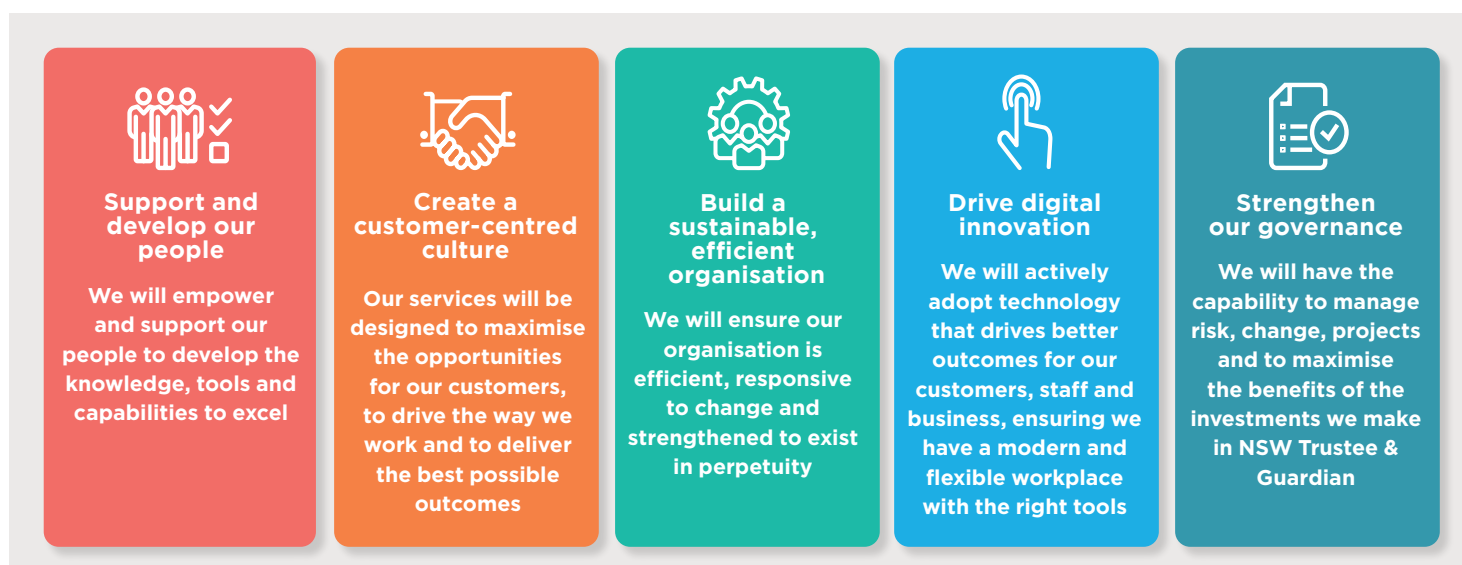 Support and
develop our
people
We will empower
and support our
people to develop the
knowledge, tools and
capabilities to excel
Create a
customer-centred
culture
Our services will be
designed to maximise
the opportunities
for our customers,
to drive the way we
work and to deliver
the best possible
outcomes
Build a
sustainable,
efficient
organisation
We will ensure our
organisation is
efficient, responsive
to change and
strengthened to exist
in perpetuity
Drive digital
innovation
We will actively
adopt technology
that drives better
outcomes for our
customers, staff and
business, ensuring we
have a modern and
flexible workplace
with the right tools
Strengthen
our governance
We will have the
capability to manage
risk, change, projects
and to maximise
the benefits of the
investments we make
in NSW Trustee &
Guardian